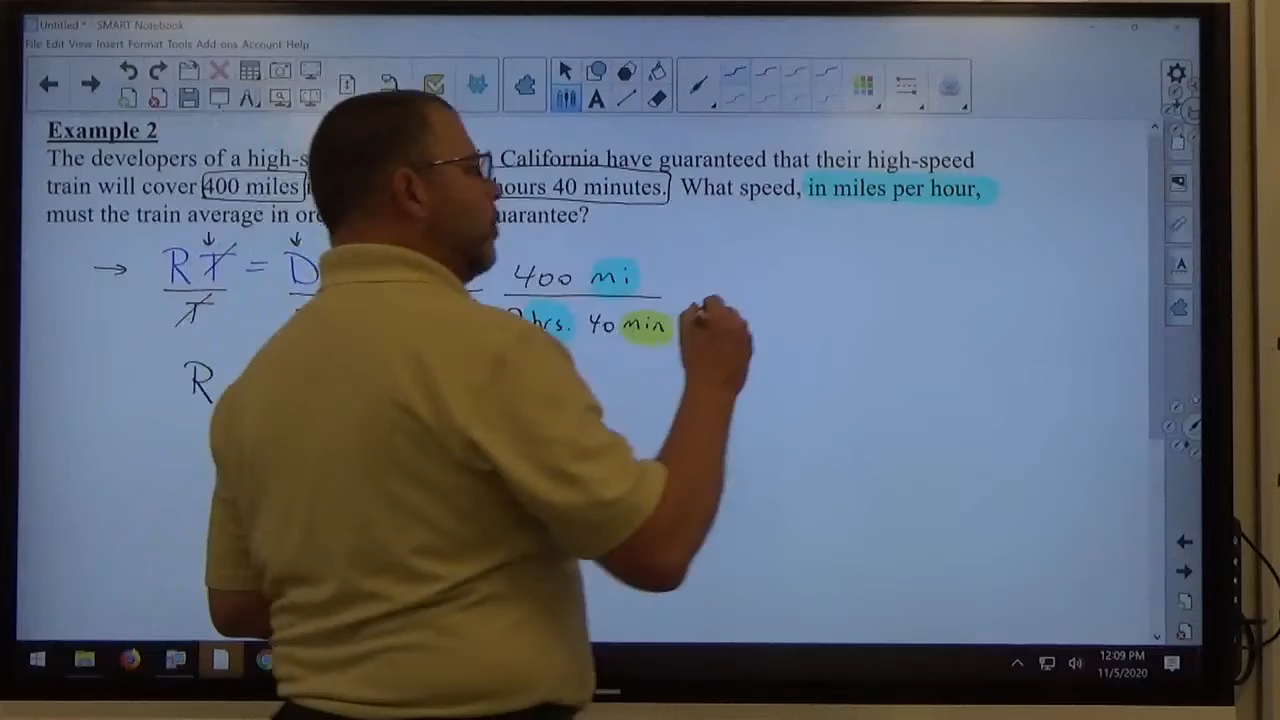 Untitled * SMART Notebook
File Edit View Insert Format Tools Add-ons Account Help
Example 2
The developers of a high-s California have guaranteed that their high-speed
train will cover 400 miles hours 40 minutes. What speed, in miles per hour,
must the train average in or uarantee?
→ R T = D 400 mi
T hrs. 40 min
R
12:09 PM
11/5/2020